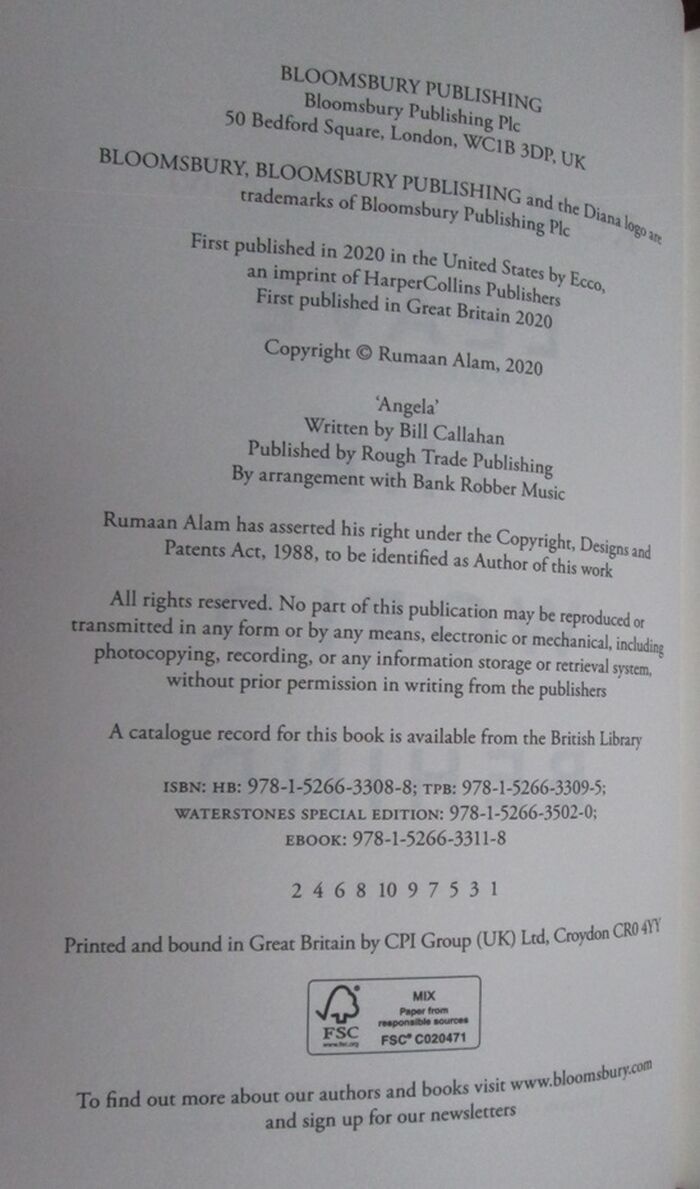 BLOOMSBURY PUBLISHING
Bloomsbury Publishing Plc
50 Bedford Square, London, WC1B 3DP, UK
BLOOMSBURY, BLOOMSBURY PUBLISHING and the Diana logo are
trademarks of Bloomsbury Publishing Plc
First published in 2020 in the United States by Ecco,
an imprint of HarperCollins Publishers
First published in Great Britain 2020
Copyright © Rumaan Alam, 2020
‘Angela’
Written by Bill Callahan
Published by Rough Trade Publishing
By arrangement with Bank Robber Music
Rumaan Alam has asserted his right under the Copyright, Designs and
Patents Act, 1988, to be identified as Author of this work
All rights reserved. No part of this publication may be reproduced or
transmitted in any form or by any means, electronic or mechanical, including
photocopying, recording, or any information storage or retrieval system,
without prior permission in writing from the publishers
A catalogue record for this book is available from the British Library
ISBN: HB: 978-1-5266-3308-8; TPB: 978-1-5266-3309-5;
WATERSTONES SPECIAL EDITION: 978-1-5266-3502-0;
EBOOK: 978-1-5266-3311-8
2 4 6 8 10 9 7 5 3 1
Printed and bound in Great Britain by CPI Group (UK) Ltd, Croydon CR0 4YY
FSC
www.fsc.org
MIX
Paper from
responsible sources
FSC® C020471
To find out more about our authors and books visit www.bloomsbury.com
and sign up for our newsletters